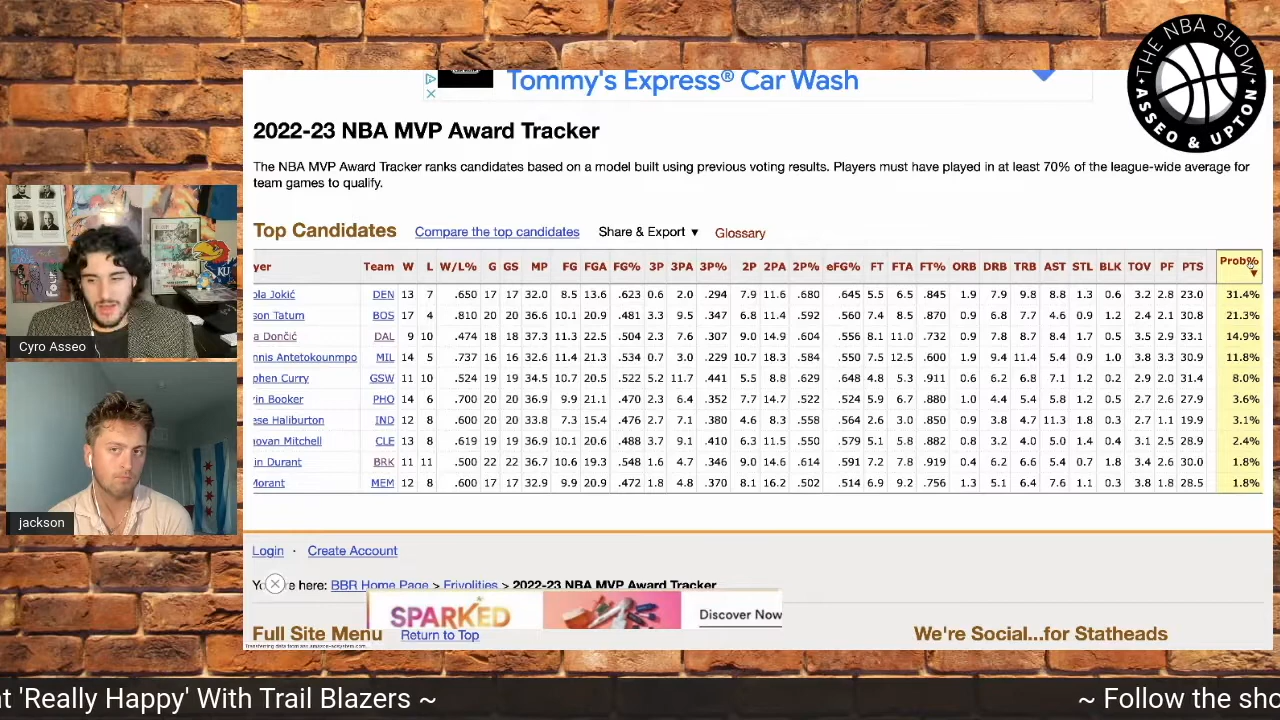 THE NBA SHOW
ASSEO & UPTON
Tommy's Express® Car Wash
2022-23 NBA MVP Award Tracker
The NBA MVP Award Tracker ranks candidates based on a model built using previous voting results. Players must have played in at least 70% of the league-wide average for
team games to qualify.
Top Candidates Compare the top candidates Share & Export ▼ Glossary
yer Team W L W/L% G GS MP FG FGA FG% 3P 3PA 3P% 2P 2PA 2P% eFG% FT FTA FT% ORB DRB TRB AST STL BLK TOV PF PTS Prob%
ola Jokić DEN 13 7 .650 17 17 32.0 8.5 13.6 .623 0.6 2.0 .294 7.9 11.6 .680 .645 5.5 6.5 .845 1.9 7.9 9.8 8.8 1.3 0.6 3.2 2.8 23.0 31.4%
son Tatum BOS 17 4 .810 20 20 36.6 10.1 20.9 .481 3.3 9.5 .347 6.8 11.4 .592 .560 7.4 8.5 .870 0.9 6.8 7.7 4.6 0.9 1.2 2.4 2.1 30.8 21.3%
a Dončić DAL 9 10 .474 18 18 37.3 11.3 22.5 .504 2.3 7.6 .307 9.0 14.9 .604 .556 8.1 11.0 .732 0.9 7.8 8.7 8.4 1.7 0.5 3.5 2.9 33.1 14.9%
nnis Antetokounmpo MIL 14 5 .737 16 16 32.6 11.4 21.3 .534 0.7 3.0 .229 10.7 18.3 .584 .550 7.5 12.5 .600 1.9 9.4 11.4 5.4 0.9 1.0 3.8 3.3 30.9 11.8%
phen Curry GSW 11 10 .524 19 19 34.5 10.7 20.5 .522 5.2 11.7 .441 5.5 8.8 .629 .648 4.8 5.3 .911 0.6 6.2 6.8 7.1 1.2 0.2 2.9 2.0 31.4 8.0%
vin Booker PHO 14 6 .700 20 20 36.9 9.9 21.1 .470 2.3 6.4 .352 7.7 14.7 .522 .524 5.9 6.7 .880 1.0 4.4 5.4 5.8 1.2 0.5 2.7 2.6 27.9 3.6%
ese Haliburton IND 12 8 .600 20 20 33.8 7.3 15.4 .476 3.2 7.1 .450 4.2 8.3 .558 .564 2.6 3.0 .850 0.9 3.8 4.7 11.3 1.8 0.3 2.7 1.1 19.9 3.1%
ovan Mitchell CLE 13 8 .619 19 19 36.9 10.1 20.6 .488 3.7 9.1 .410 6.3 11.5 .550 .579 5.1 5.8 .882 0.8 3.2 4.0 5.0 1.4 0.4 3.1 2.5 28.9 2.4%
in Durant BRK 11 11 .500 22 22 36.7 10.6 19.3 .548 1.6 4.7 .346 9.0 14.6 .614 .591 7.2 7.8 .919 0.4 6.2 6.6 5.4 0.7 1.8 3.4 2.6 30.0 1.8%
Morant MEM 12 8 .600 17 17 32.9 9.9 20.9 .472 1.8 4.8 .370 8.1 16.2 .502 .514 6.9 9.2 .756 1.3 5.1 6.4 7.6 1.1 0.3 3.8 1.8 28.5 1.8%
Cyro Asseo
KU
four
jackson
Login · Create Account
e here: BBR Home Page > Frivolities > 2022-23 NBA MVP Award Tracker
SPARKED
Discover Now
Full Site Menu Return to Top We're Social...for Statheads
t 'Really Happy' With Trail Blazers ~ ~ Follow the sho